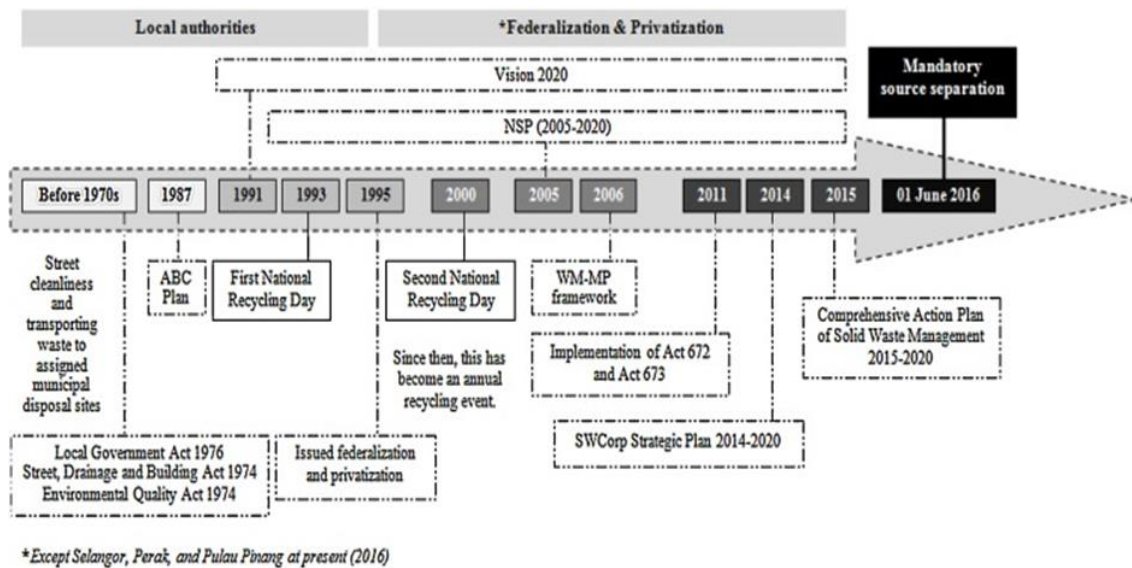 Local authorities
*Federalization & Privatization
Vision 2020
Mandatory
source separation
NSP (2005-2020)
Before 1970s
1987
1991
1993
1995
2000
2005
2006
2011
2014
2015
01 June 2016
Street
cleanliness
and
transporting
waste to
assigned
municipal
disposal sites
ABC
Plan
First National
Recycling Day
Second National
Recycling Day
WM-MP
framework
Comprehensive Action Plan
of Solid Waste Management
2015-2020
Since then, this has
become an annual
recycling event.
Implementation of Act 672
and Act 673
SWCorp Strategic Plan 2014-2020
Local Government Act 1976
Street, Drainage and Building Act 1974
Environmental Quality Act 1974
Issued federalization
and privatization
*Except Selangor, Perak, and Pulau Pinang at present (2016)